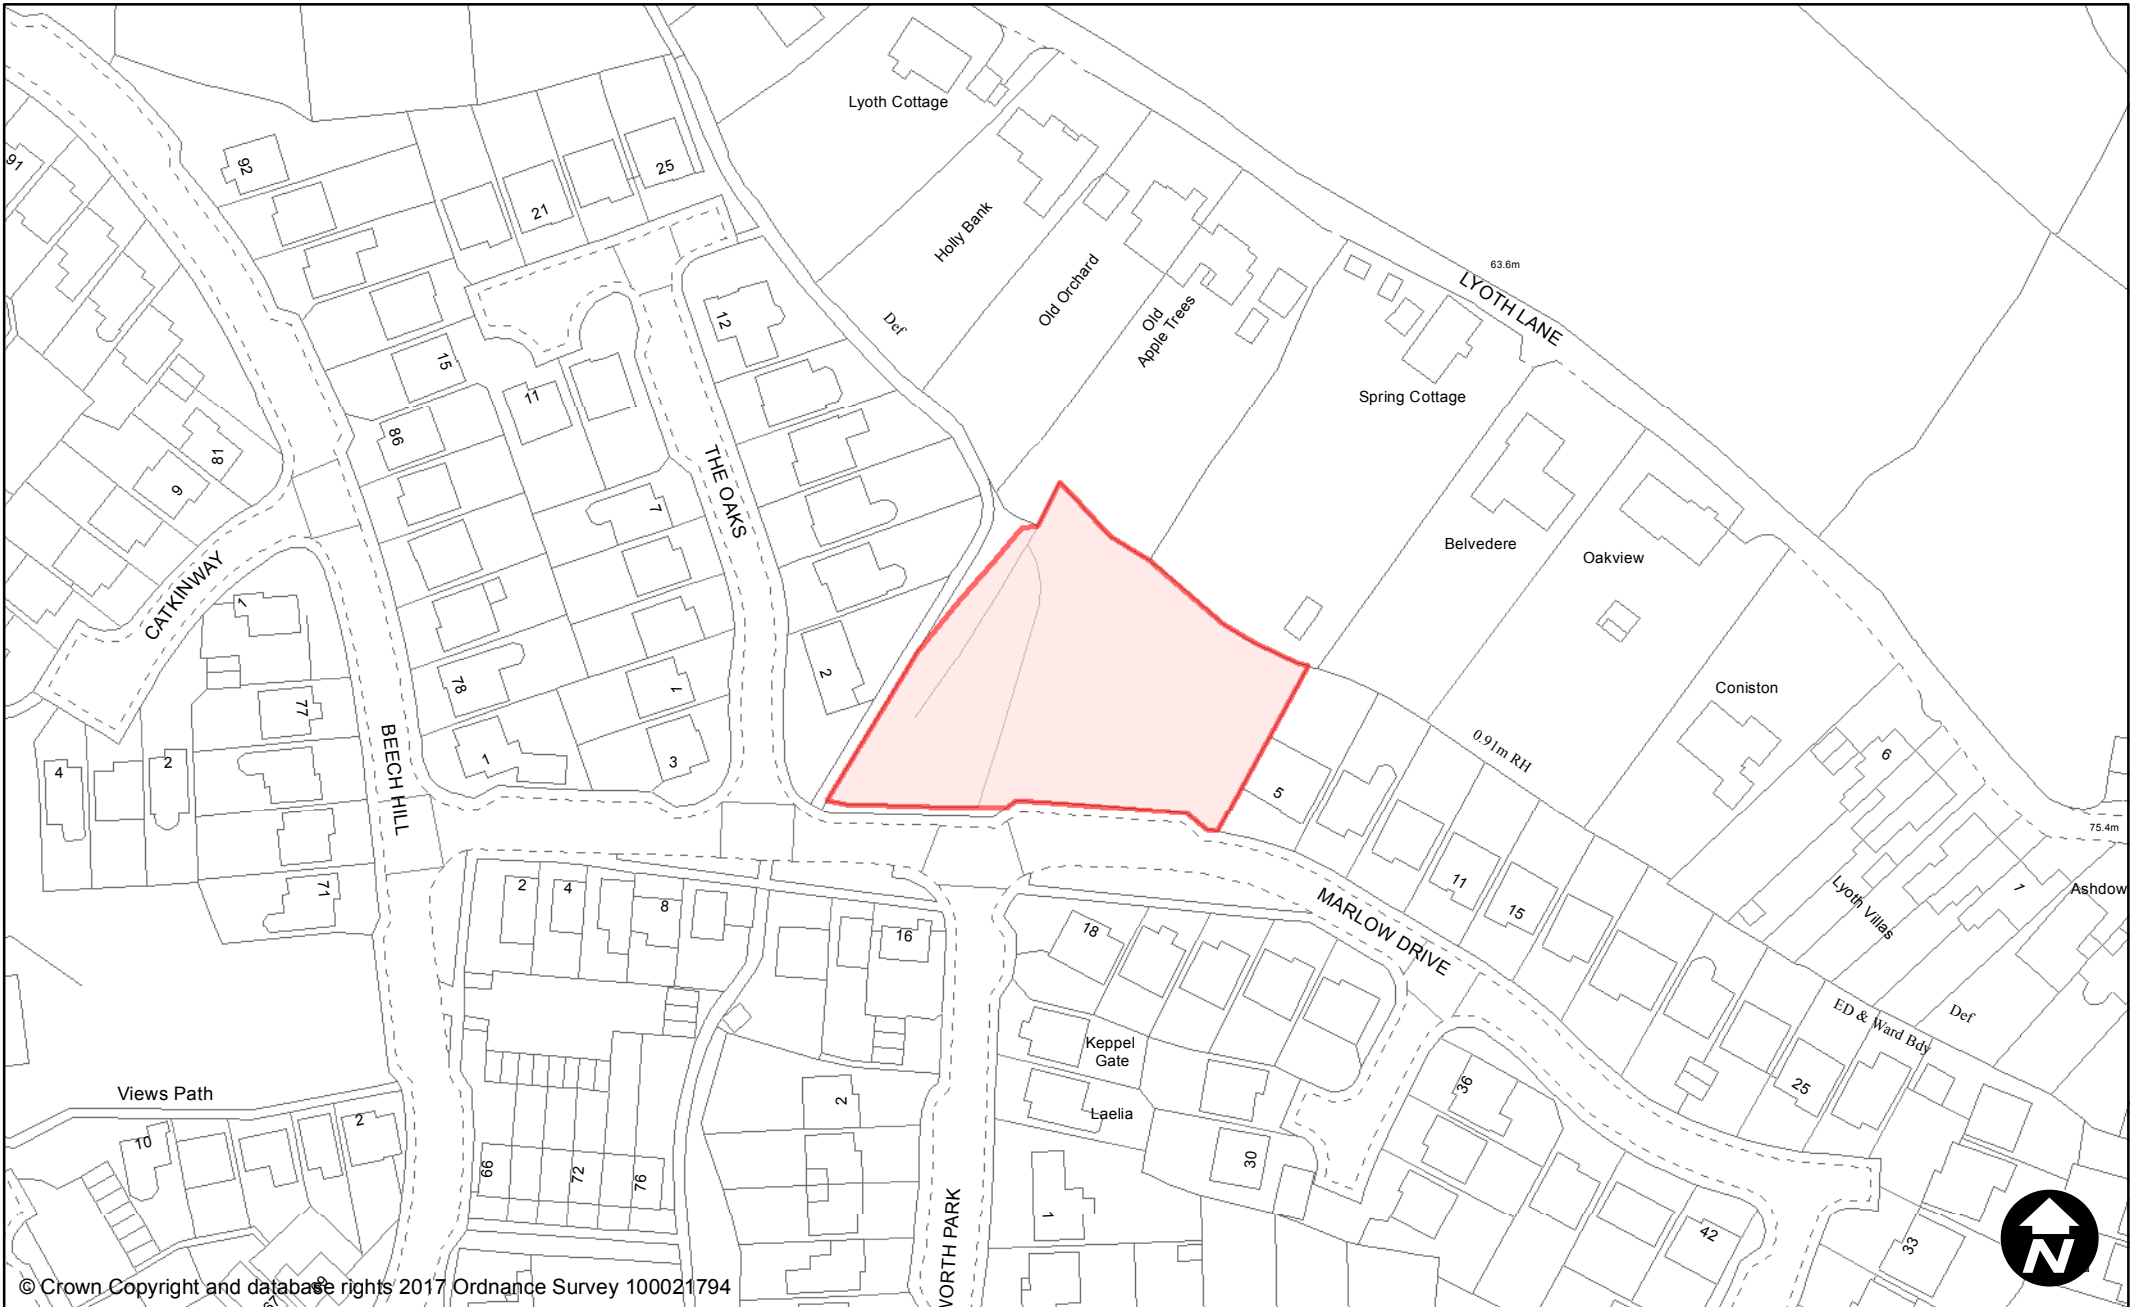 Lyoth Cottage
91
92
25
21
Holly Bank
Old Orchard
Old
Apple Trees
63.6m
LYOTH LANE
Def
12
15
11
86
Spring Cottage
81
9
THE OAKS
7
Belvedere
Oakview
CATKINWAY
1
2
78
77
Coniston
BEECH HILL
0.91m RH
6
4
2
1
3
5
75.4m
71
2
4
8
16
18
MARLOW DRIVE
11
15
Lyoth Villas
1
Ashdow
Keppel
Gate
ED & Ward Bdy
Def
Views Path
2
Laelia
36
25
10
2
66
72
76
30
1
WORTH PARK
42
33
N
© Crown Copyright and database rights 2017 Ordnance Survey 100021794
67